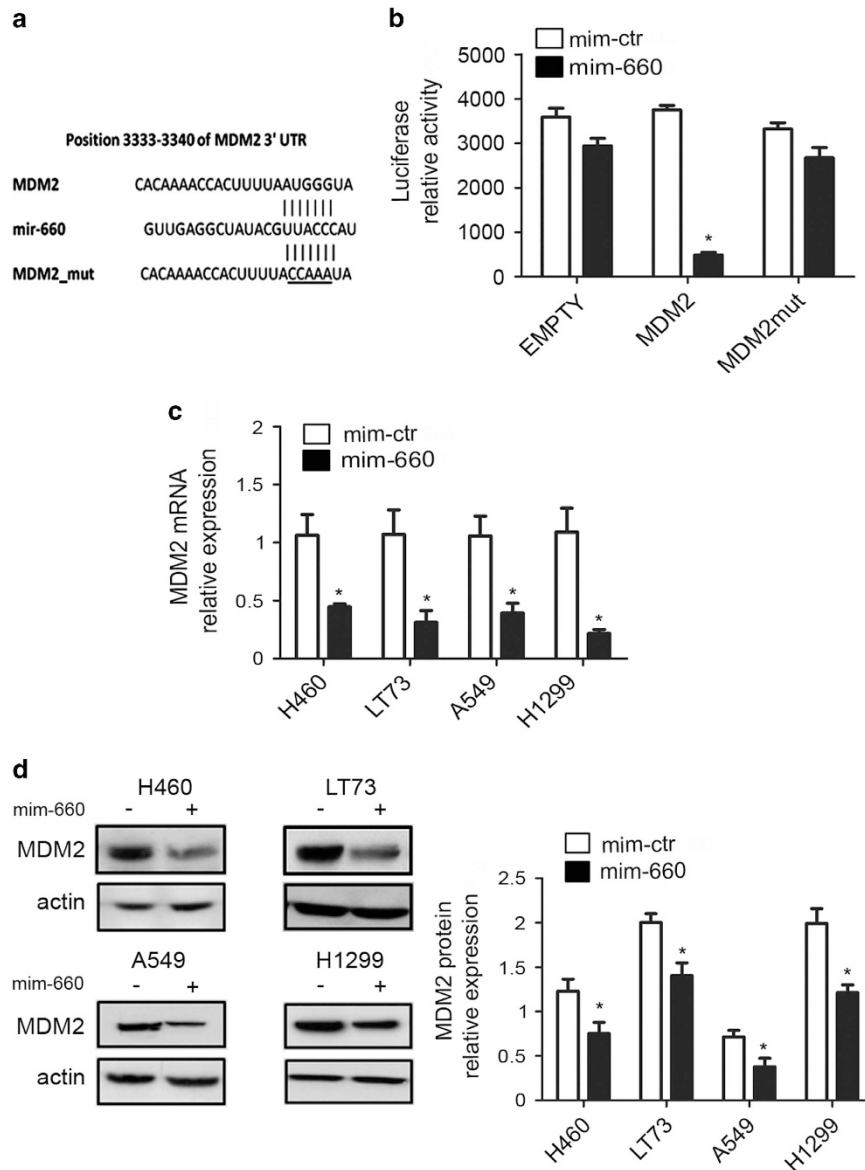 a
Position 3333-3340 of MDM2 3' UTR
MDM2 CACAAAACCACUUUUAAUGGGUA
mir-660 GUUGAGGCUAUACGUUACCCAU
MDM2_mut CACAAAACCACUUUUACCAAAUA
b
mim-ctr
mim-660
Luciferase
relative activity
5000
4000
3000
2000
1000
0
*
EMPTY
MDM2
MDM2mut
c
mim-ctr
mim-660
MDM2 mRNA
relative expression
2
1.5
1
0.5
0
* * * *
H460
LT73
A549
H1299
d
H460
mim-660 - +
MDM2
actin
LT73
- +
A549
mim-660 - +
MDM2
actin
H1299
- +
mim-ctr
mim-660
MDM2 protein
relative expression
2.5
2
1.5
1
0.5
0
* * * *
H460
LT73
A549
H1299